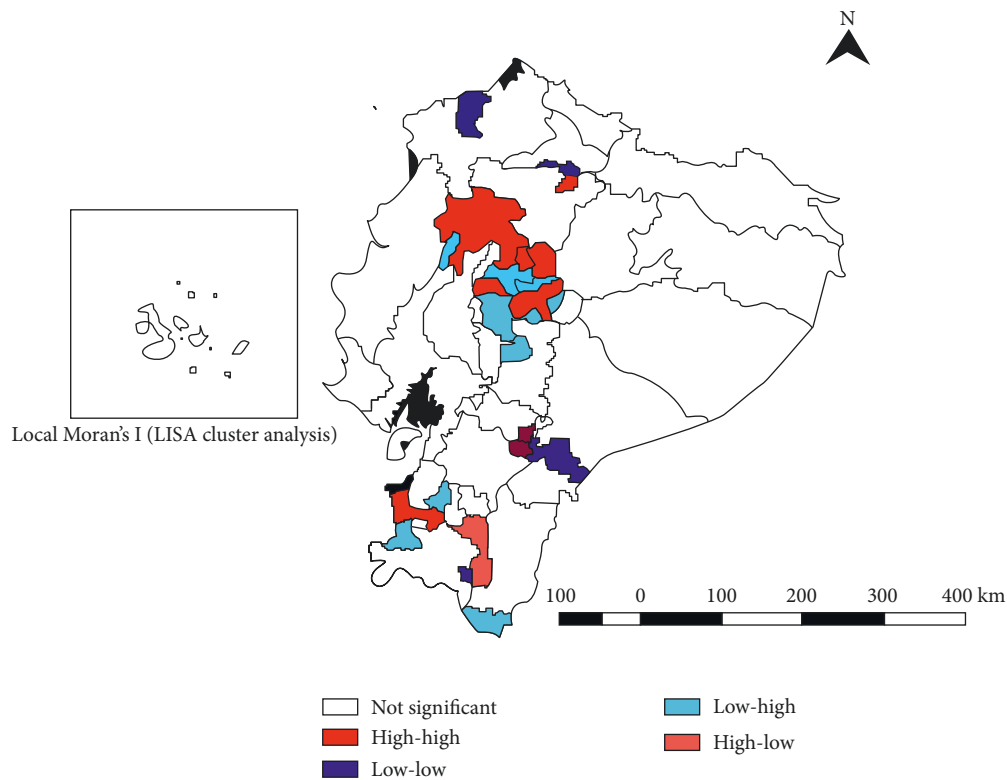 N
Local Moran's I (LISA cluster analysis)
100 0 100 200 300 400 km
Not significant
High-high
Low-low
Low-high
High-low